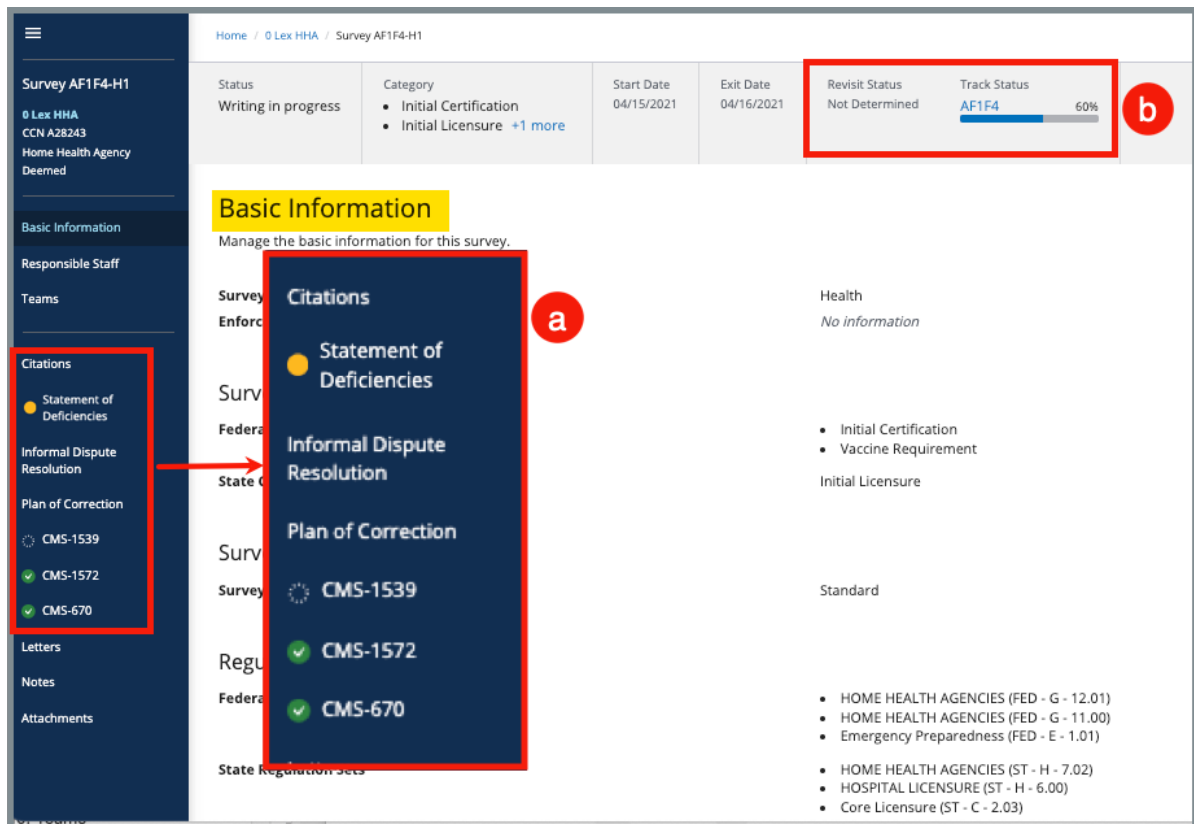 Home / 0 Lex HHA / Survey AF1F4-H1
Survey AF1F4-H1
0 Lex HHA
CCN A28243
Home Health Agency
Deemed
Basic Information
Responsible Staff
Teams
Citations
Statement of
Deficiencies
Informal Dispute
Resolution
Plan of Correction
CMS-1539
CMS-1572
CMS-670
Letters
Notes
Attachments
Status
Writing in progress
Category
• Initial Certification
• Initial Licensure +1 more
Start Date
04/15/2021
Exit Date
04/16/2021
Revisit Status
Not Determined
Track Status
AF1F4 60%
b
Basic Information
Manage the basic information for this survey.
Survey
Health
Enforc
No information
a
Citations
Statement of
Deficiencies
Informal Dispute
Resolution
Plan of Correction
CMS-1539
CMS-1572
CMS-670
Surv
Federa
• Initial Certification
• Vaccine Requirement
State C
Initial Licensure
Surv
Survey
Standard
Regu
Federa
• HOME HEALTH AGENCIES (FED - G - 12.01)
• HOME HEALTH AGENCIES (FED - G - 11.00)
• Emergency Preparedness (FED - E - 1.01)
State Regulation Sets
• HOME HEALTH AGENCIES (ST - H - 7.02)
• HOSPITAL LICENSURE (ST - H - 6.00)
• Core Licensure (ST - C - 2.03)